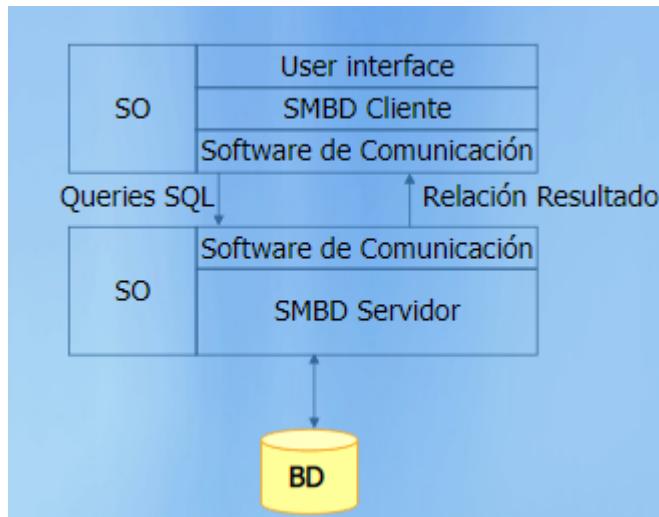 SO
User interface
SMBD Cliente
Software de Comunicación
Queries SQL
Relación Resultado
SO
Software de Comunicación
SMBD Servidor
BD